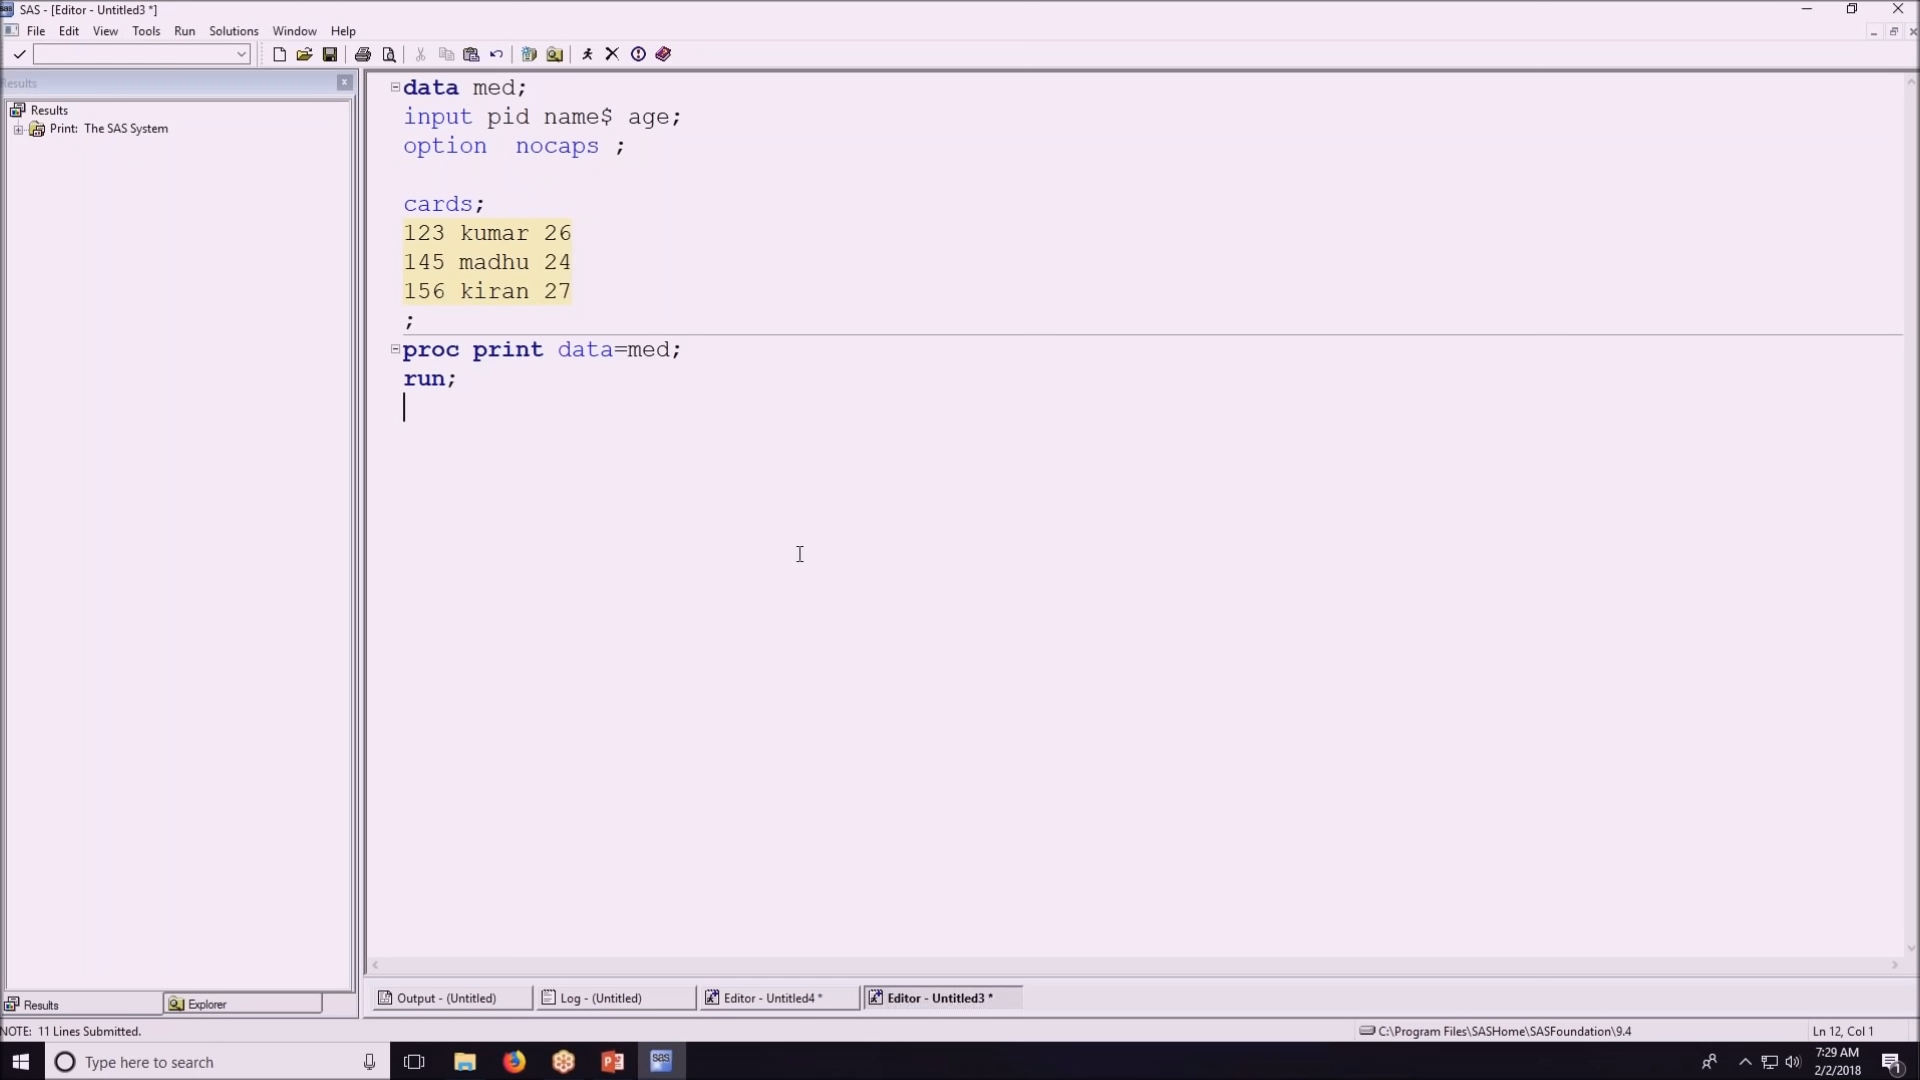 SAS - [Editor - Untitled3 *]
File Edit View Tools Run Solutions Window Help
Results
Results
Print: The SAS System
data med;
input pid name$ age;
option  nocaps ;
cards;
123 kumar 26
145 madhu 24
156 kiran 27
;
proc print data=med;
run;
Results Explorer
Output - (Untitled) Log - (Untitled) Editor - Untitled4 * Editor - Untitled3 *
NOTE: 11 Lines Submitted. C:\Program Files\SASHome\SASFoundation\9.4 Ln 12, Col 1
Type here to search
sas
7:29 AM
2/2/2018
1